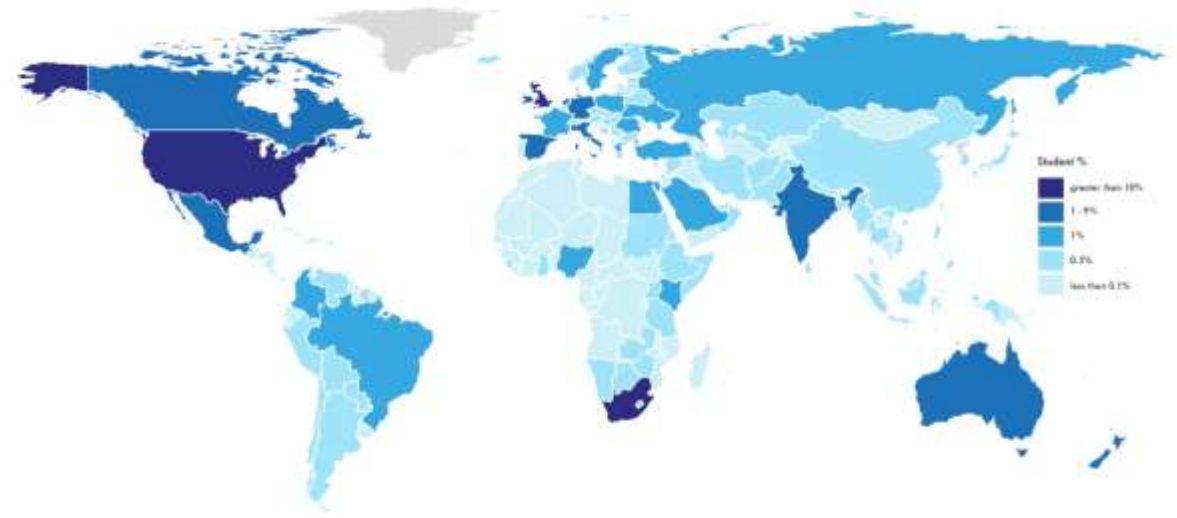 Student %
greater than 10%
1 - 9%
1%
0.5%
less than 0.1%